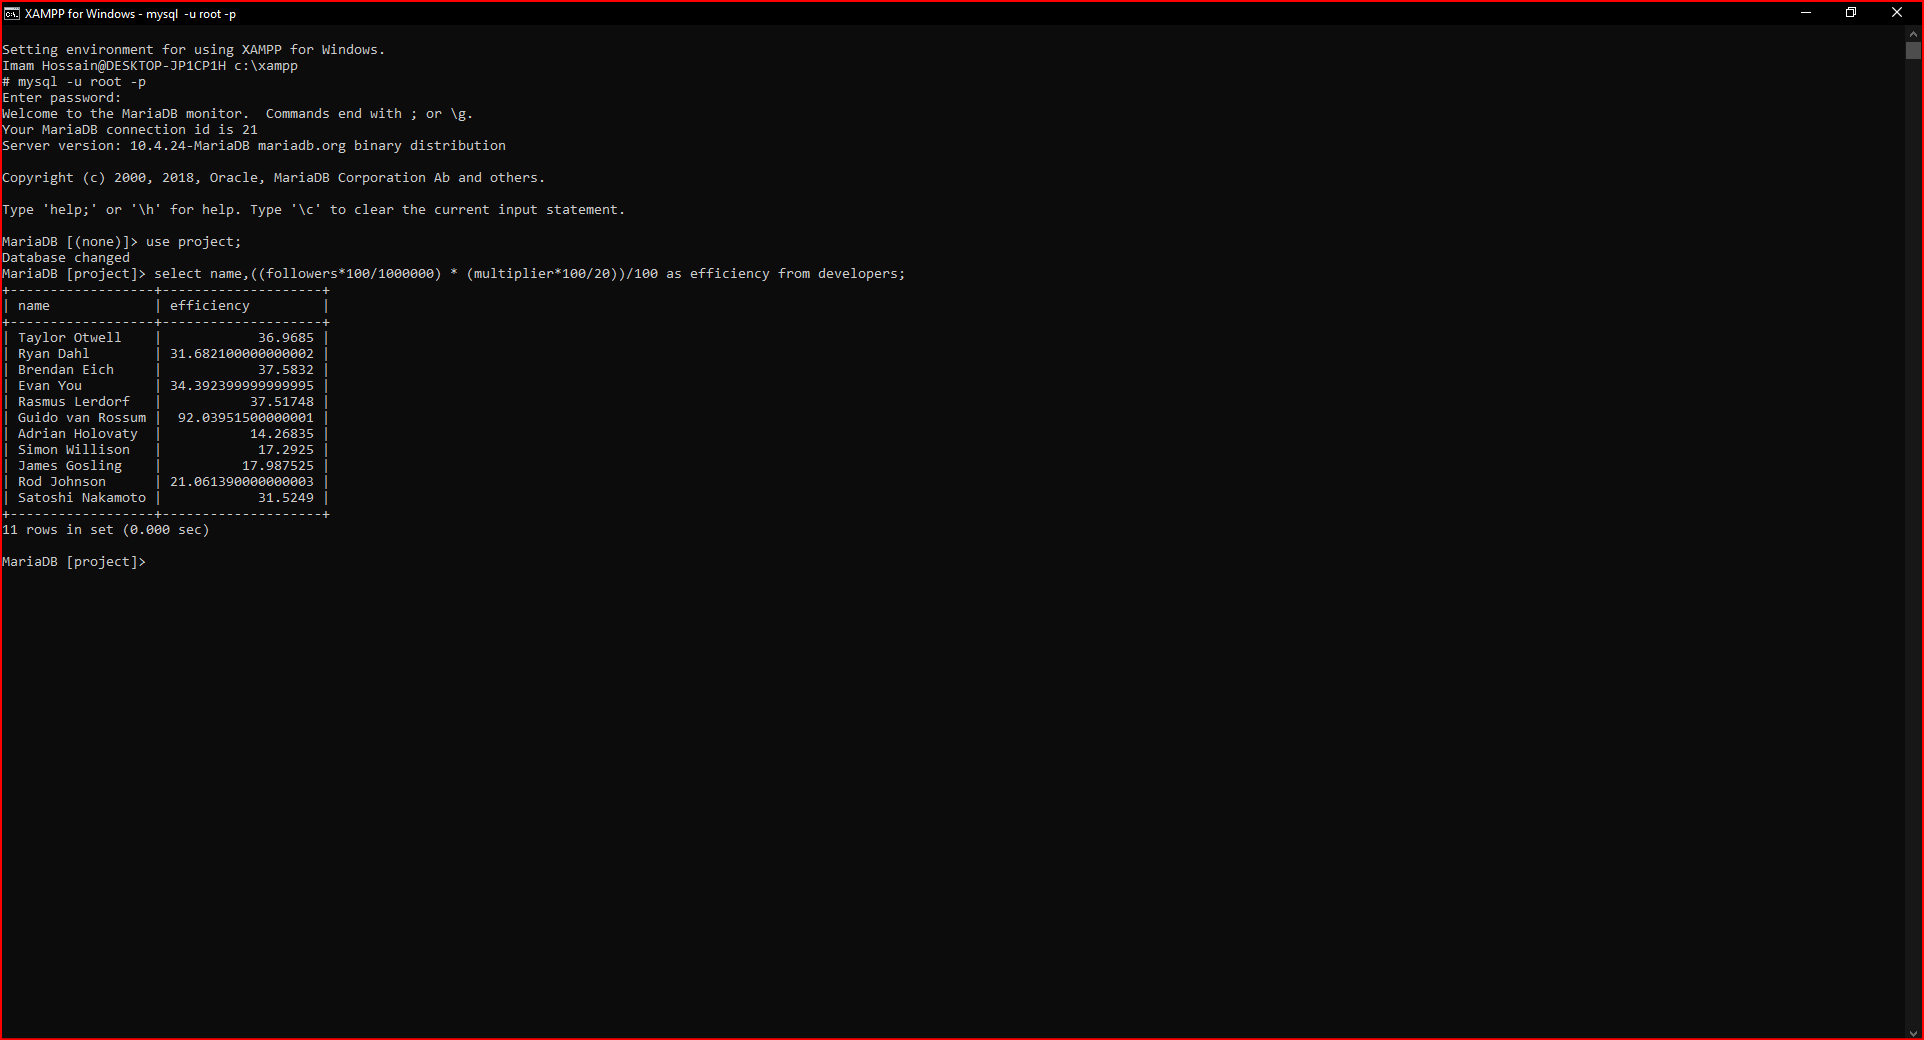 XAMPP for Windows - mysql  -u root -p
Setting environment for using XAMPP for Windows.
Imam Hossain@DESKTOP-JP1CP1H c:\xampp
# mysql -u root -p
Enter password:
Welcome to the MariaDB monitor.  Commands end with ; or \g.
Your MariaDB connection id is 21
Server version: 10.4.24-MariaDB mariadb.org binary distribution

Copyright (c) 2000, 2018, Oracle, MariaDB Corporation Ab and others.

Type 'help;' or '\h' for help. Type '\c' to clear the current input statement.

MariaDB [(none)]> use project;
Database changed
MariaDB [project]> select name,((followers*100/1000000) * (multiplier*100/20))/100 as efficiency from developers;
+------------------+--------------------+
| name             | efficiency         |
+------------------+--------------------+
| Taylor Otwell    |            36.9685 |
| Ryan Dahl        | 31.682100000000002 |
| Brendan Eich     |            37.5832 |
| Evan You         | 34.392399999999995 |
| Rasmus Lerdorf   |           37.51748 |
| Guido van Rossum |  92.03951500000001 |
| Adrian Holovaty  |           14.26835 |
| Simon Willison   |            17.2925 |
| James Gosling    |          17.987525 |
| Rod Johnson      | 21.061390000000003 |
| Satoshi Nakamoto |            31.5249 |
+------------------+--------------------+
11 rows in set (0.000 sec)

MariaDB [project]>